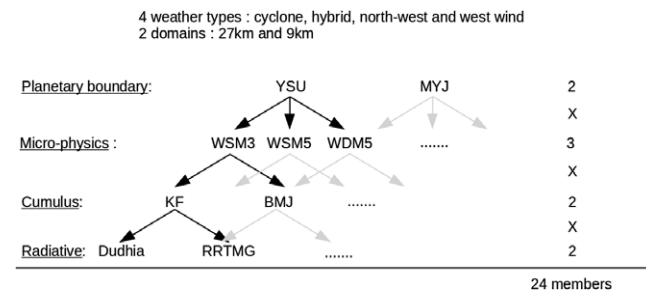 4 weather types : cyclone, hybrid, north-west and west wind
2 domains : 27km and 9km
Planetary boundary: YSU MYJ 2
X
Micro-physics : WSM3 WSM5 WDM5 ....... 3
X
Cumulus: KF BMJ ....... 2
X
Radiative: Dudhia RRTMG ....... 2
24 members